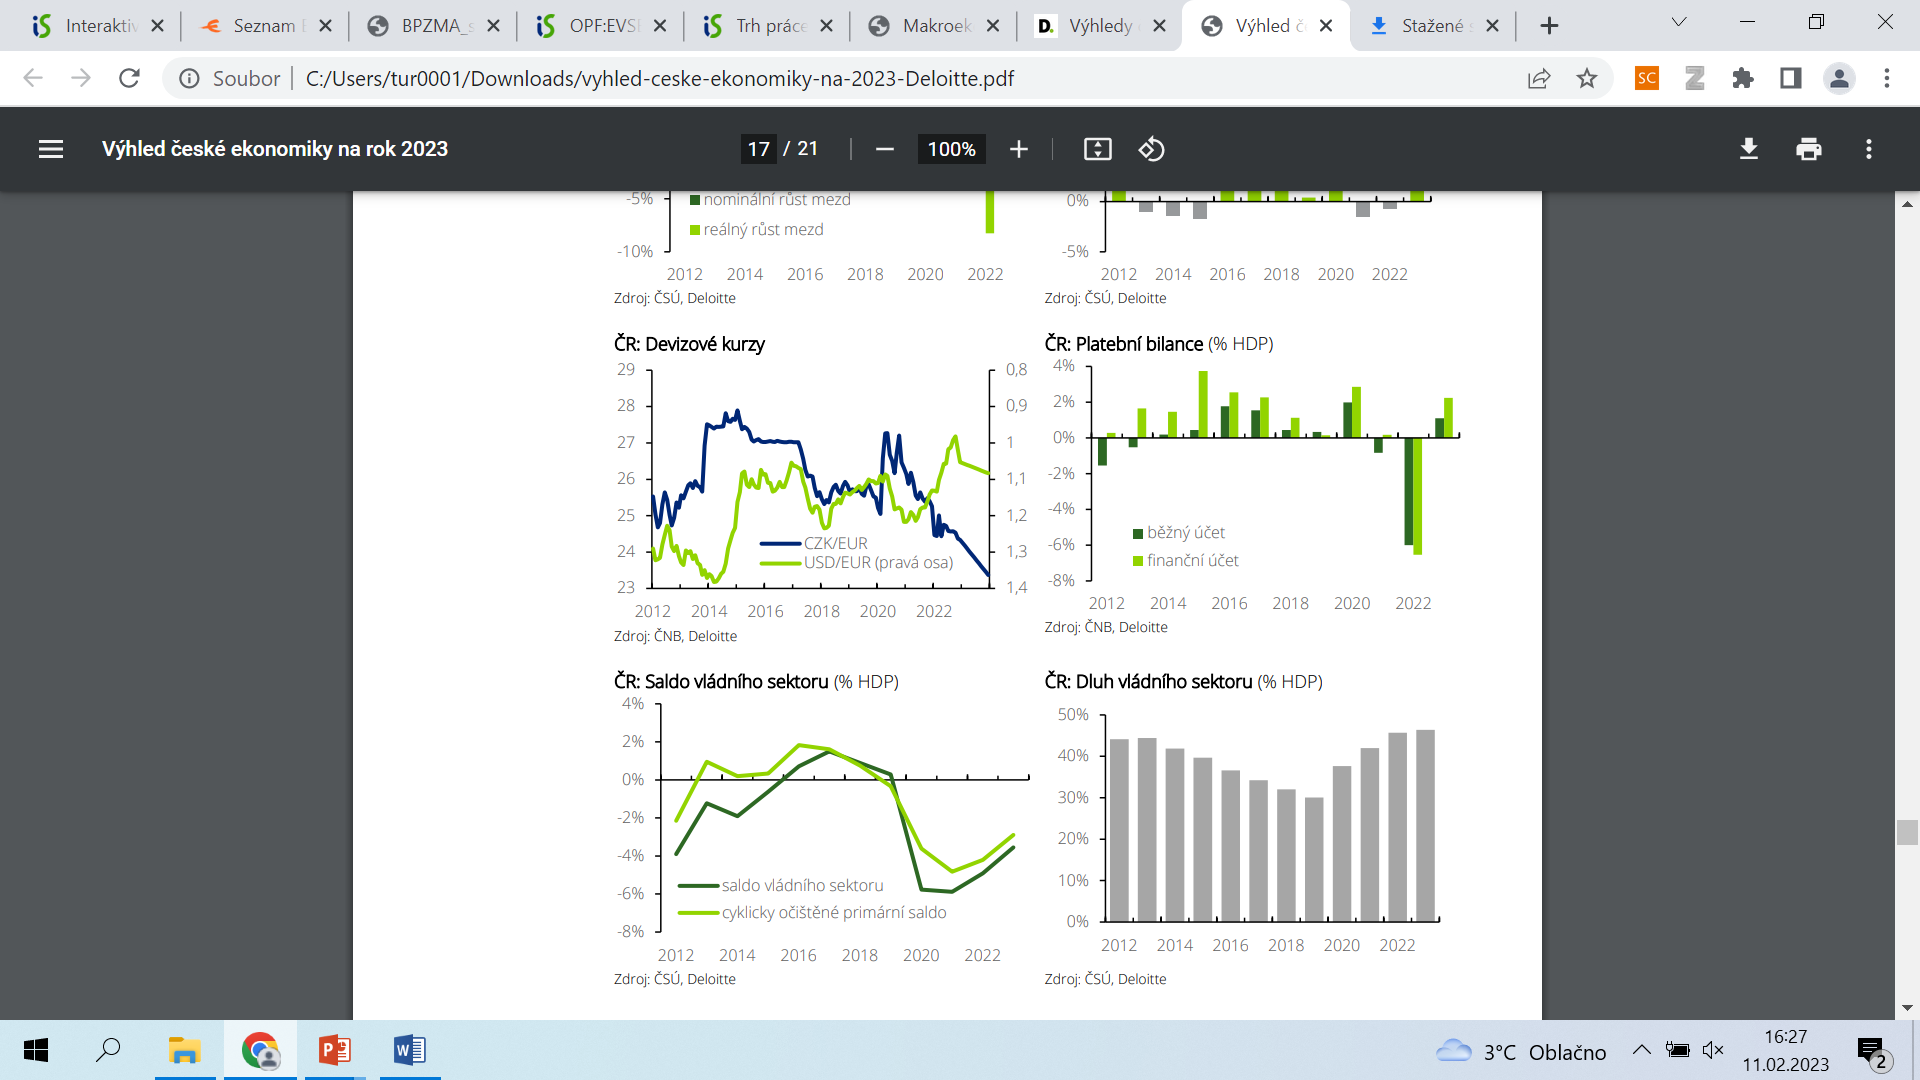 Interaktiv
Seznam
BPZMA_s
OPF:EVS
Trh práce
Makroek
D. Výhledy
Výhled č
Stažené s
Soubor | C:/Users/tur0001/Downloads/vyhled-ceske-ekonomiky-na-2023-Deloitte.pdf
SC
Výhled české ekonomiky na rok 2023
17 / 21
100%
-5%
nominální růst mezd
reálný růst mezd
-10%
2012 2014 2016 2018 2020 2022
Zdroj: ČSÚ, Deloitte
0%
-5%
2012 2014 2016 2018 2020 2022
Zdroj: ČSÚ, Deloitte
ČR: Devizové kurzy
29
28
27
26
25
24
23
0,8
0,9
1
1,1
1,2
1,3
1,4
CZK/EUR
USD/EUR (pravá osa)
2012 2014 2016 2018 2020 2022
Zdroj: ČNB, Deloitte
ČR: Platební bilance (% HDP)
4%
2%
0%
-2%
-4%
-6%
-8%
běžný účet
finanční účet
2012 2014 2016 2018 2020 2022
Zdroj: ČNB, Deloitte
ČR: Saldo vládního sektoru (% HDP)
4%
2%
0%
-2%
-4%
-6%
-8%
saldo vládního sektoru
cyklicky očištěné primární saldo
2012 2014 2016 2018 2020 2022
Zdroj: ČSÚ, Deloitte
ČR: Dluh vládního sektoru (% HDP)
50%
40%
30%
20%
10%
0%
2012 2014 2016 2018 2020 2022
Zdroj: ČSÚ, Deloitte
3°C Oblačno
16:27
11.02.2023
2